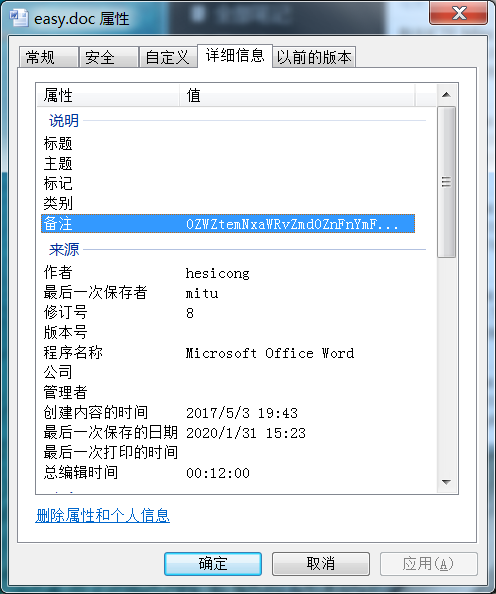 easy.doc 属性
常规 安全 自定义 详细信息 以前的版本
属性 值
说明
标题
主题
标记
类别
备注 OZWZtemNxaWRvZmdOZnFnYmF...
来源
作者 hesicong
最后一次保存者 mitu
修订号 8
版本号
程序名称 Microsoft Office Word
公司
管理者
创建内容的时间 2017/5/3 19:43
最后一次保存的日期 2020/1/31 15:23
最后一次打印的时间
总编辑时间 00:12:00
删除属性和个人信息
确定 取消 应用(A)